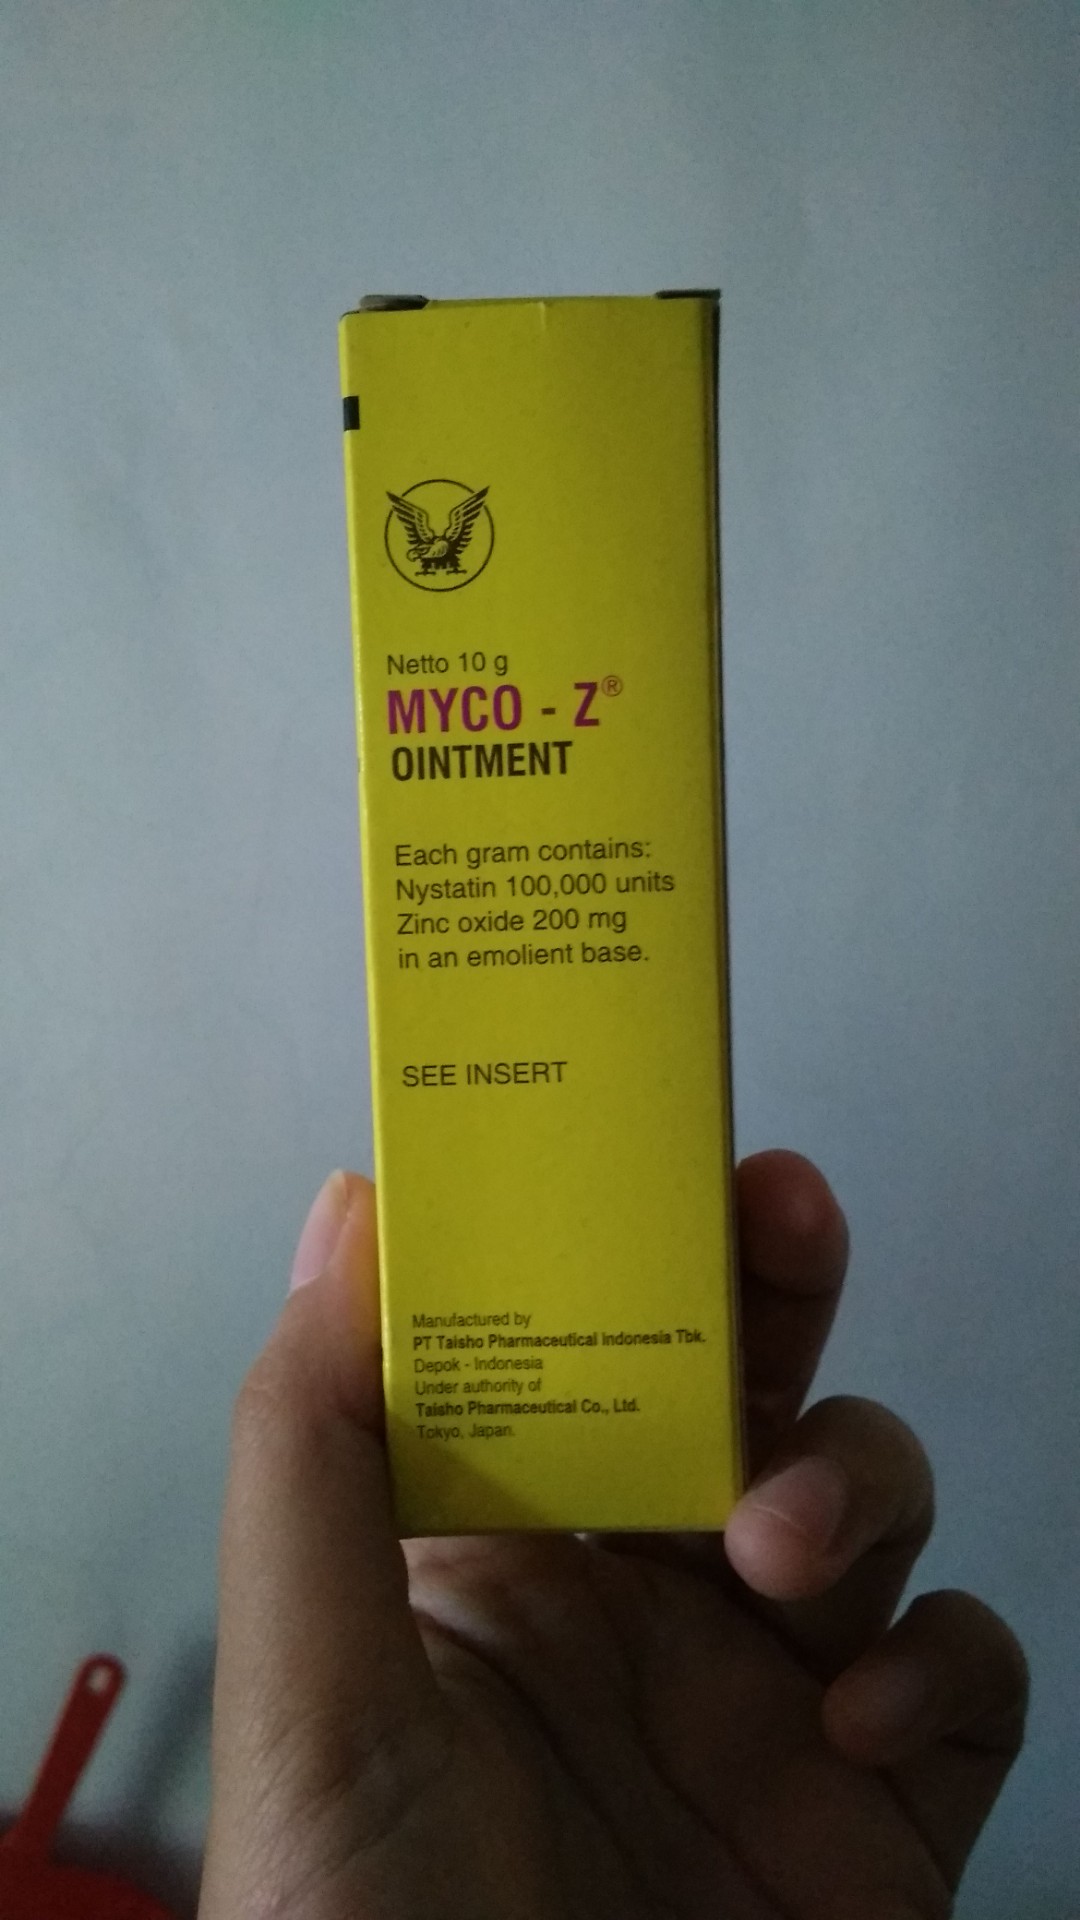 Netto 10 g
MYCO - Z®
OINTMENT
Each gram contains:
Nystatin 100,000 units
Zinc oxide 200 mg
in an emolient base.
SEE INSERT
Manufactured by
PT Taisho Pharmaceutical Indonesia Tbk.
Depok - Indonesia
Under authority of
Taisho Pharmaceutical Co., Ltd.
Tokyo, Japan.